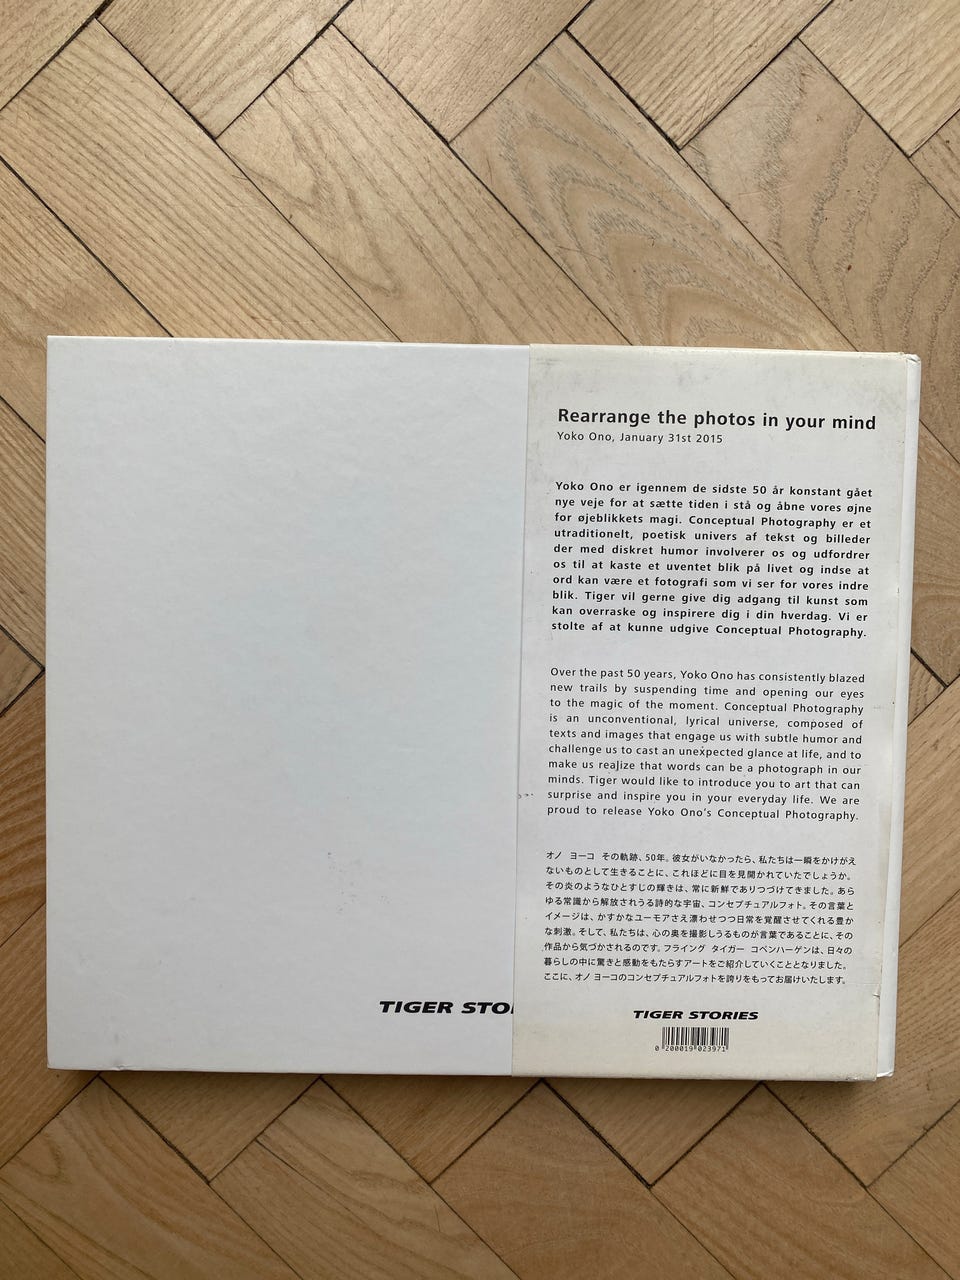 Rearrange the photos in your mind
Yoko Ono, January 31st 2015
Yoko Ono er igennem de sidste 50 år konstant gået
nye veje for at sætte tiden i stå og åbne vores øjne
for øjeblikkets magi. Conceptual Photography er et
utraditionelt, poetisk univers af tekst og billeder
der med diskret humor involverer os og udfordrer
os til at kaste et uventet blik på livet og indse at
ord kan være et fotografi som vi ser for vores indre
blik. Tiger vil gerne give dig adgang til kunst som
kan overraske og inspirere dig i din hverdag. Vi er
stolte af at kunne udgive Conceptual Photography.
Over the past 50 years, Yoko Ono has consistently blazed
new trails by suspending time and opening our eyes
to the magic of the moment. Conceptual Photography
is an unconventional, lyrical universe, composed of
texts and images that engage us with subtle humor and
challenge us to cast an unexpected glance at life, and to
make us realize that words can be a photograph in our
minds. Tiger would like to introduce you to art that can
surprise and inspire you in your everyday life. We are
proud to release Yoko Ono's Conceptual Photography.
オノ ヨーコ その軌跡、50年。彼女がいなかったら、私たちは一瞬をかけがえ
ないものとして生きることに、これほどに目を見開かれていたでしょうか。
その炎のようなひとすじの輝きは、常に新鮮でありつづけてきました。あら
ゆる常識から解放されうる詩的な宇宙、コンセプチュアルフォト。その言葉と
イメージは、かすかなユーモアさえ漂わせつつ日常を覚醒させてくれる豊か
な刺激。そして、私たちは、心の奥を撮影しうるものが言葉であることに、その
作品から気づかされるのです。フライング タイガー コペンハーゲンは、日々の
暮らしの中に驚きと感動をもたらすアートをご紹介していくこととなりました。
ここに、オノ ヨーコのコンセプチュアルフォトを誇りをもってお届けいたします。
TIGER STO
TIGER STORIES
0 200019 023971